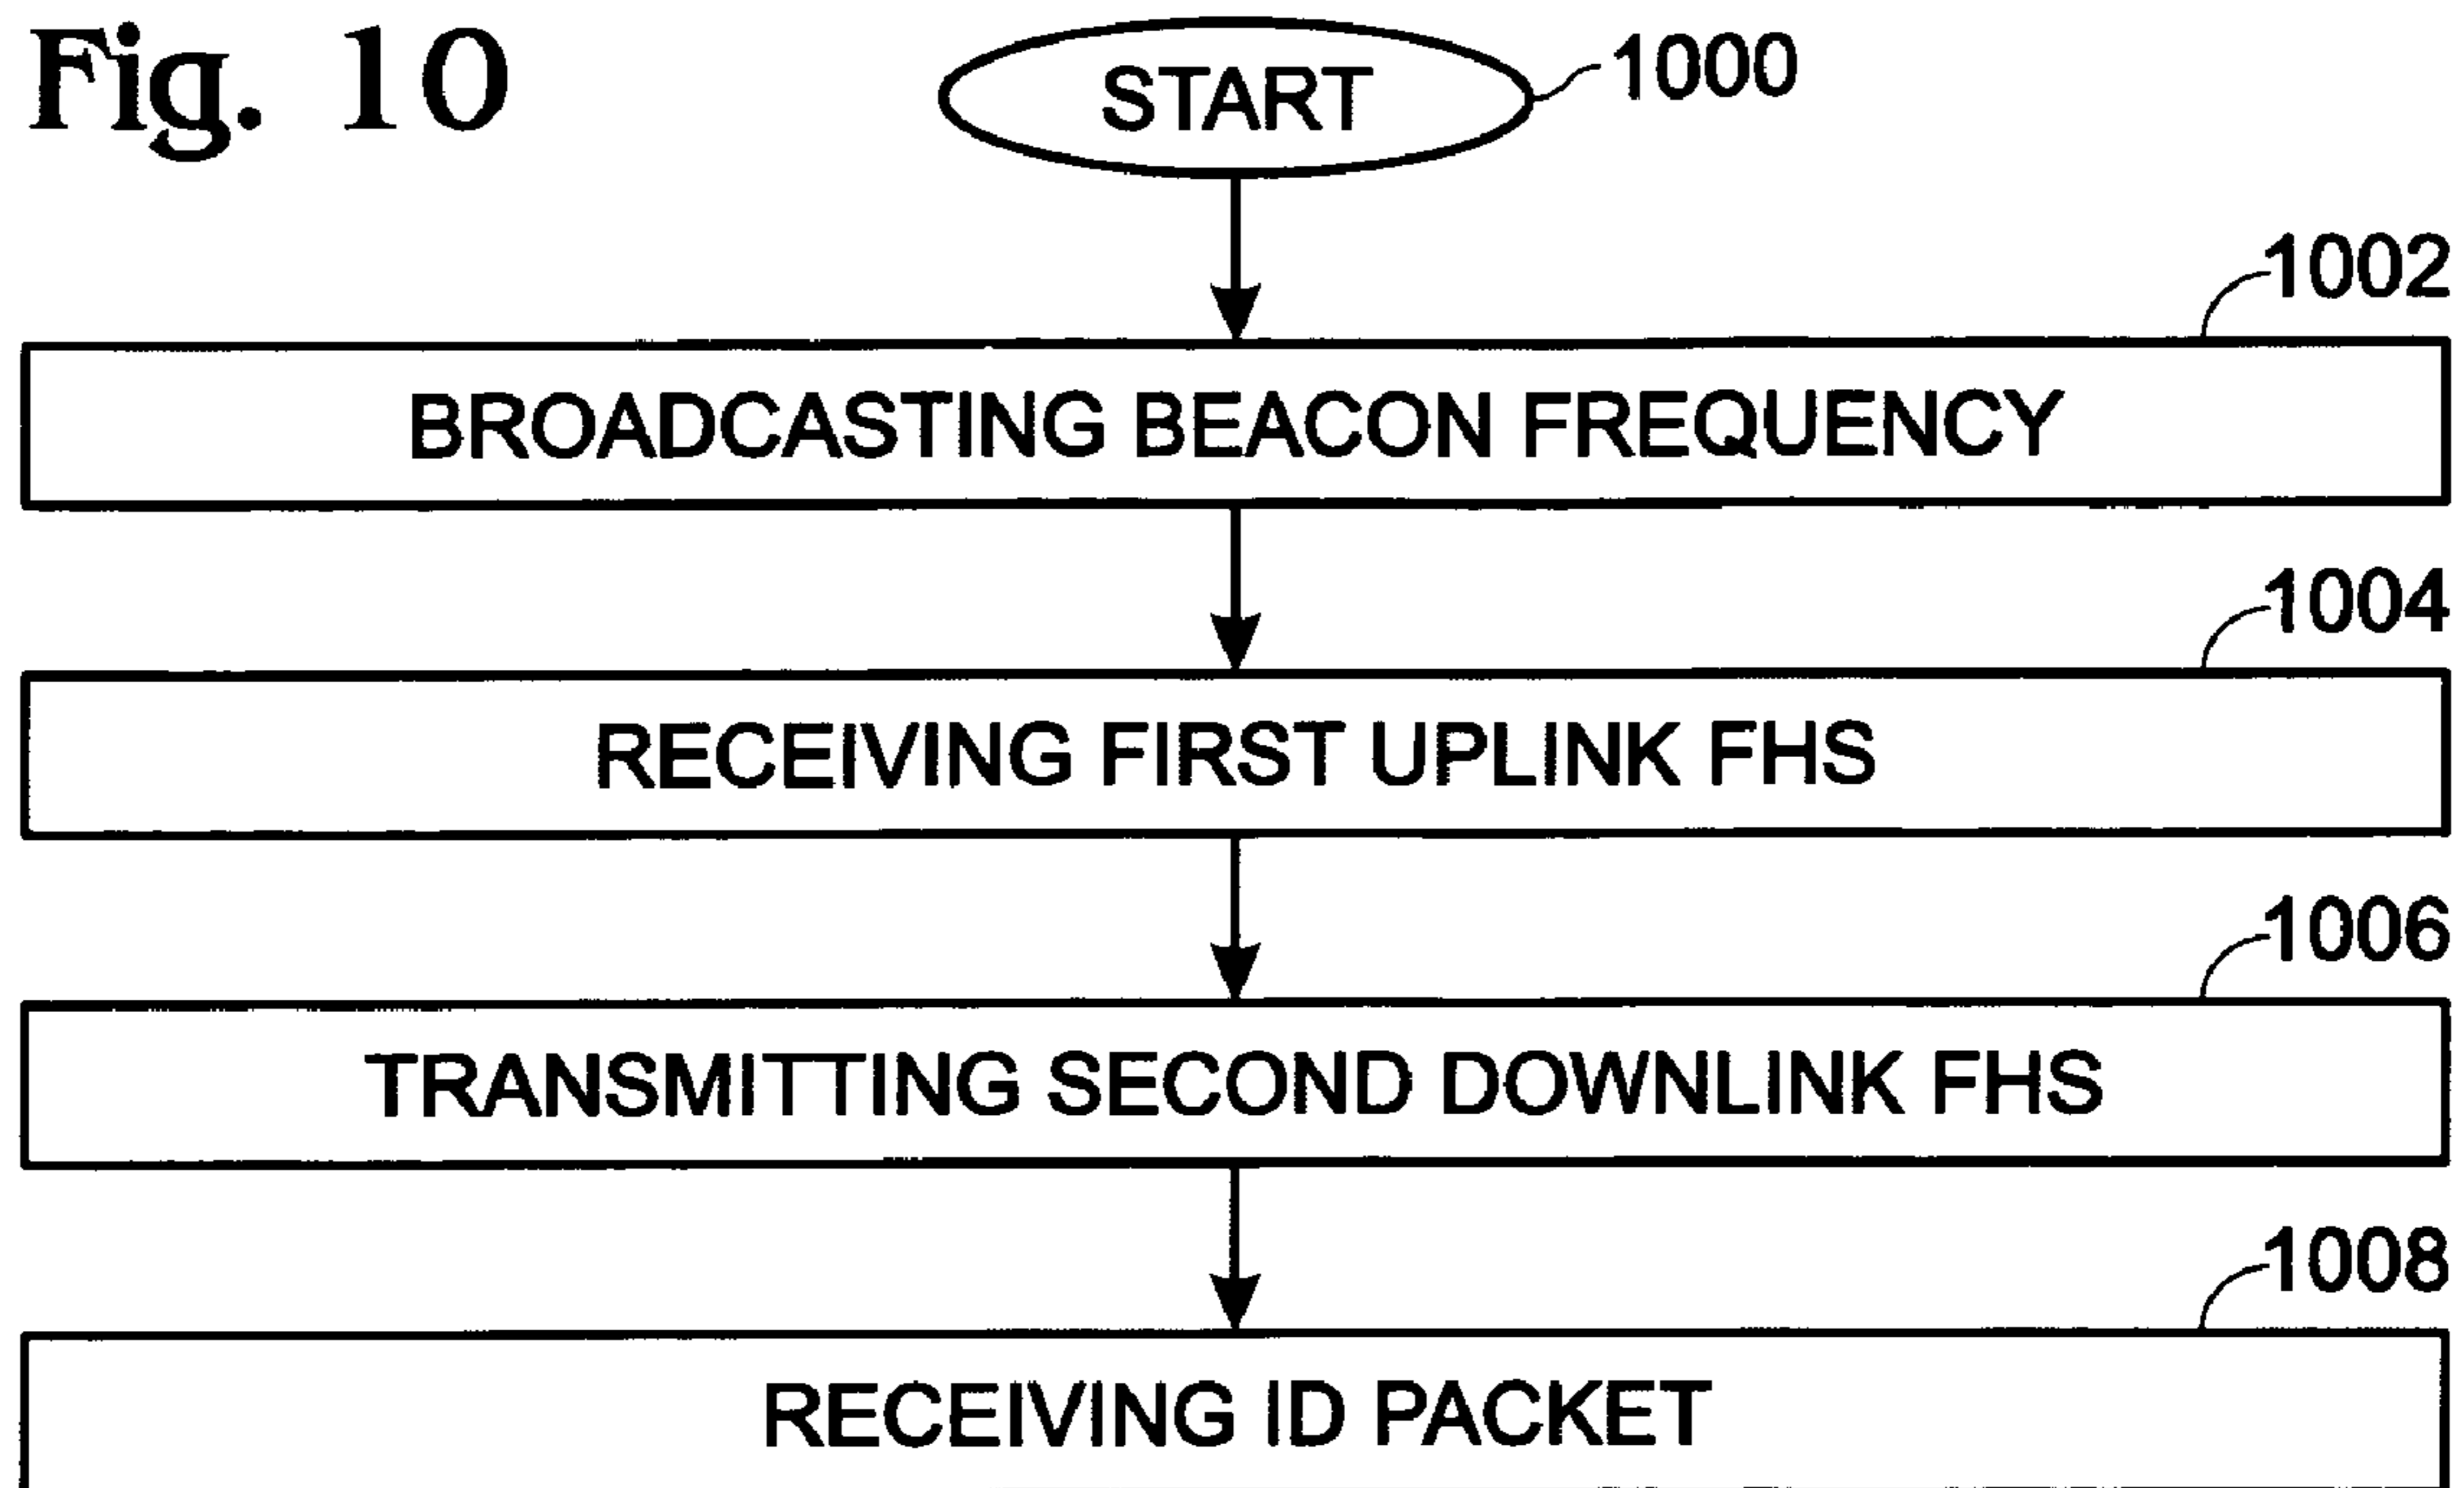 Fig. 10
START
1000
1002
BROADCASTING BEACON FREQUENCY
1004
RECEIVING FIRST UPLINK FHS
1006
TRANSMITTING SECOND DOWNLINK FHS
1008
RECEIVING ID PACKET